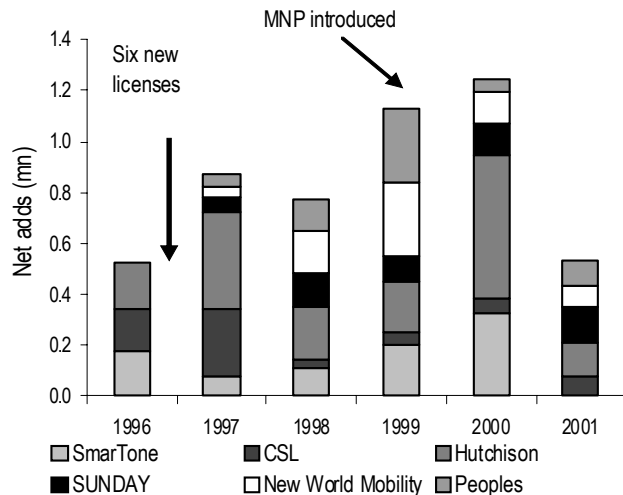 MNP introduced
Six new
licenses
Net adds (mn)
1.4
1.2
1.0
0.8
0.6
0.4
0.2
0.0
1996 1997 1998 1999 2000 2001
SmarTone CSL Hutchison
SUNDAY New World Mobility Peoples